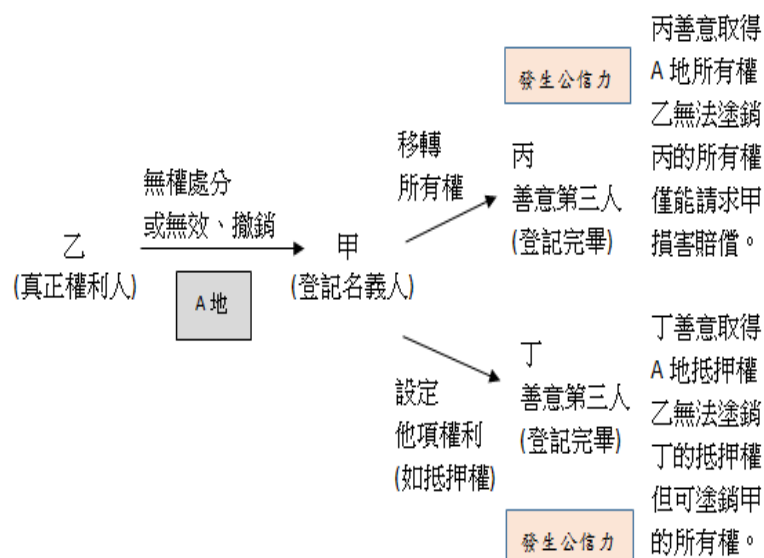 乙
(真正權利人)
無權處分
或無效、撤銷
A地
甲
(登記名義人)
移轉
所有權
發生公信力
丙
善意第三人
(登記完畢)
丙善意取得
A地所有權
乙無法塗銷
丙的所有權
僅能請求甲
損害賠償。
設定
他項權利
(如抵押權)
丁
善意第三人
(登記完畢)
發生公信力
丁善意取得
A地抵押權
乙無法塗銷
丁的抵押權
但可塗銷甲
的所有權。